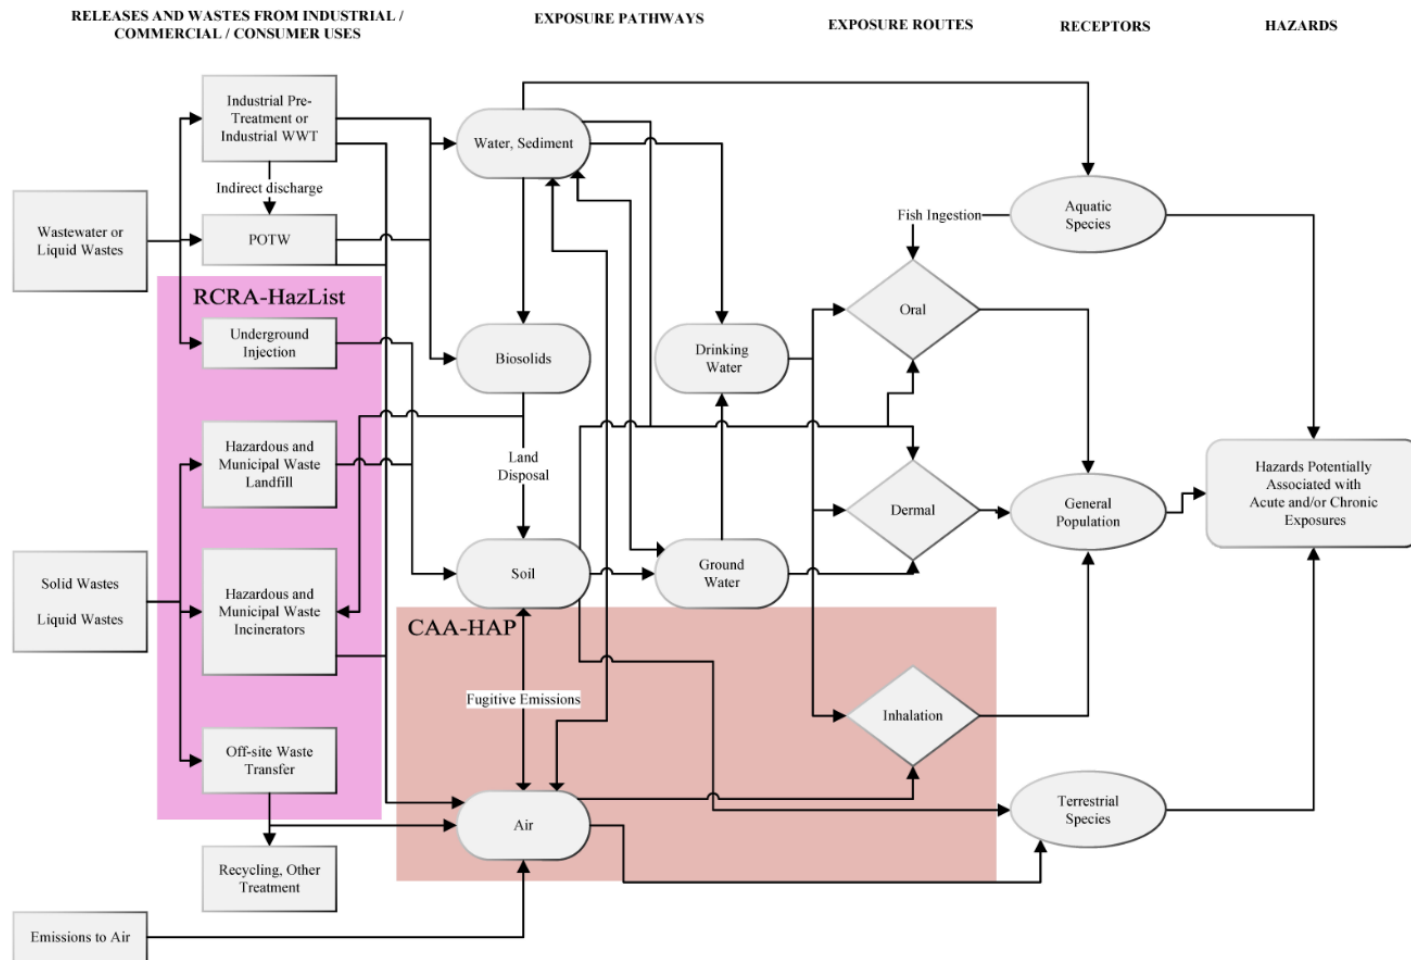 RELEASES AND WASTES FROM INDUSTRIAL /
COMMERCIAL / CONSUMER USES
EXPOSURE PATHWAYS
EXPOSURE ROUTES
RECEPTORS
HAZARDS
Industrial Pre-
Treatment or
Industrial WWT
Water, Sediment
Indirect discharge
Wastewater or
Liquid Wastes
POTW
Fish Ingestion
Aquatic
Species
RCRA-HazList
Oral
Underground
Injection
Biosolids
Drinking
Water
Hazardous and
Municipal Waste
Landfill
Land
Disposal
Dermal
General
Population
Hazards Potentially
Associated with
Acute and/or Chronic
Exposures
Solid Wastes
Liquid Wastes
Hazardous and
Municipal Waste
Incinerators
Soil
Ground
Water
CAA-HAP
Fugitive Emissions
Inhalation
Off-site Waste
Transfer
Air
Terrestrial
Species
Recycling, Other
Treatment
Emissions to Air